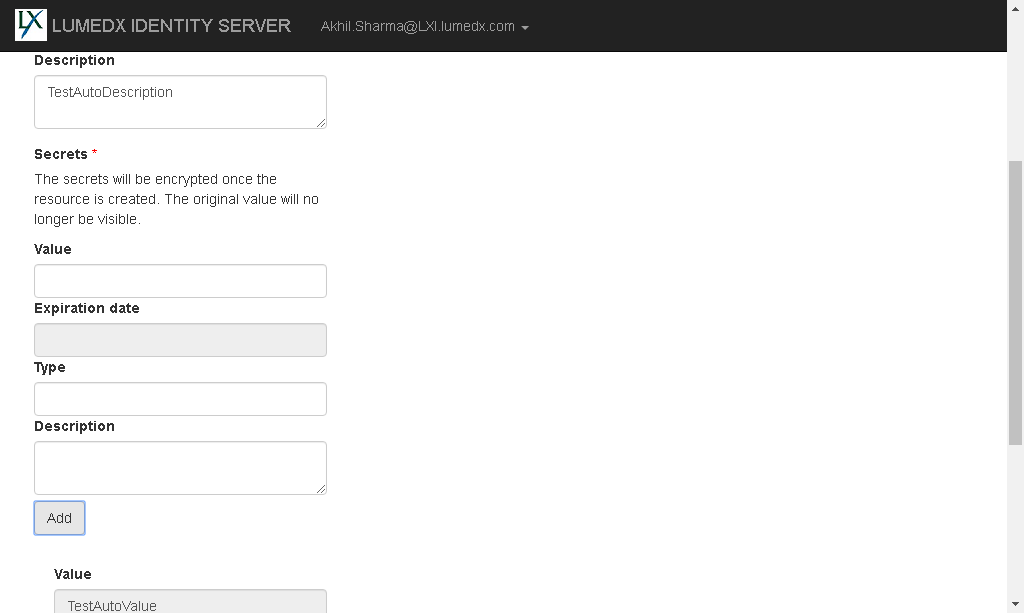 LX LUMEDX IDENTITY SERVER Akhil.Sharma@LXI.lumedx.com
Description
TestAutoDescription
Secrets *
The secrets will be encrypted once the
resource is created. The original value will no
longer be visible.
Value
Expiration date
Type
Description
Add
Value
TestAutoValue